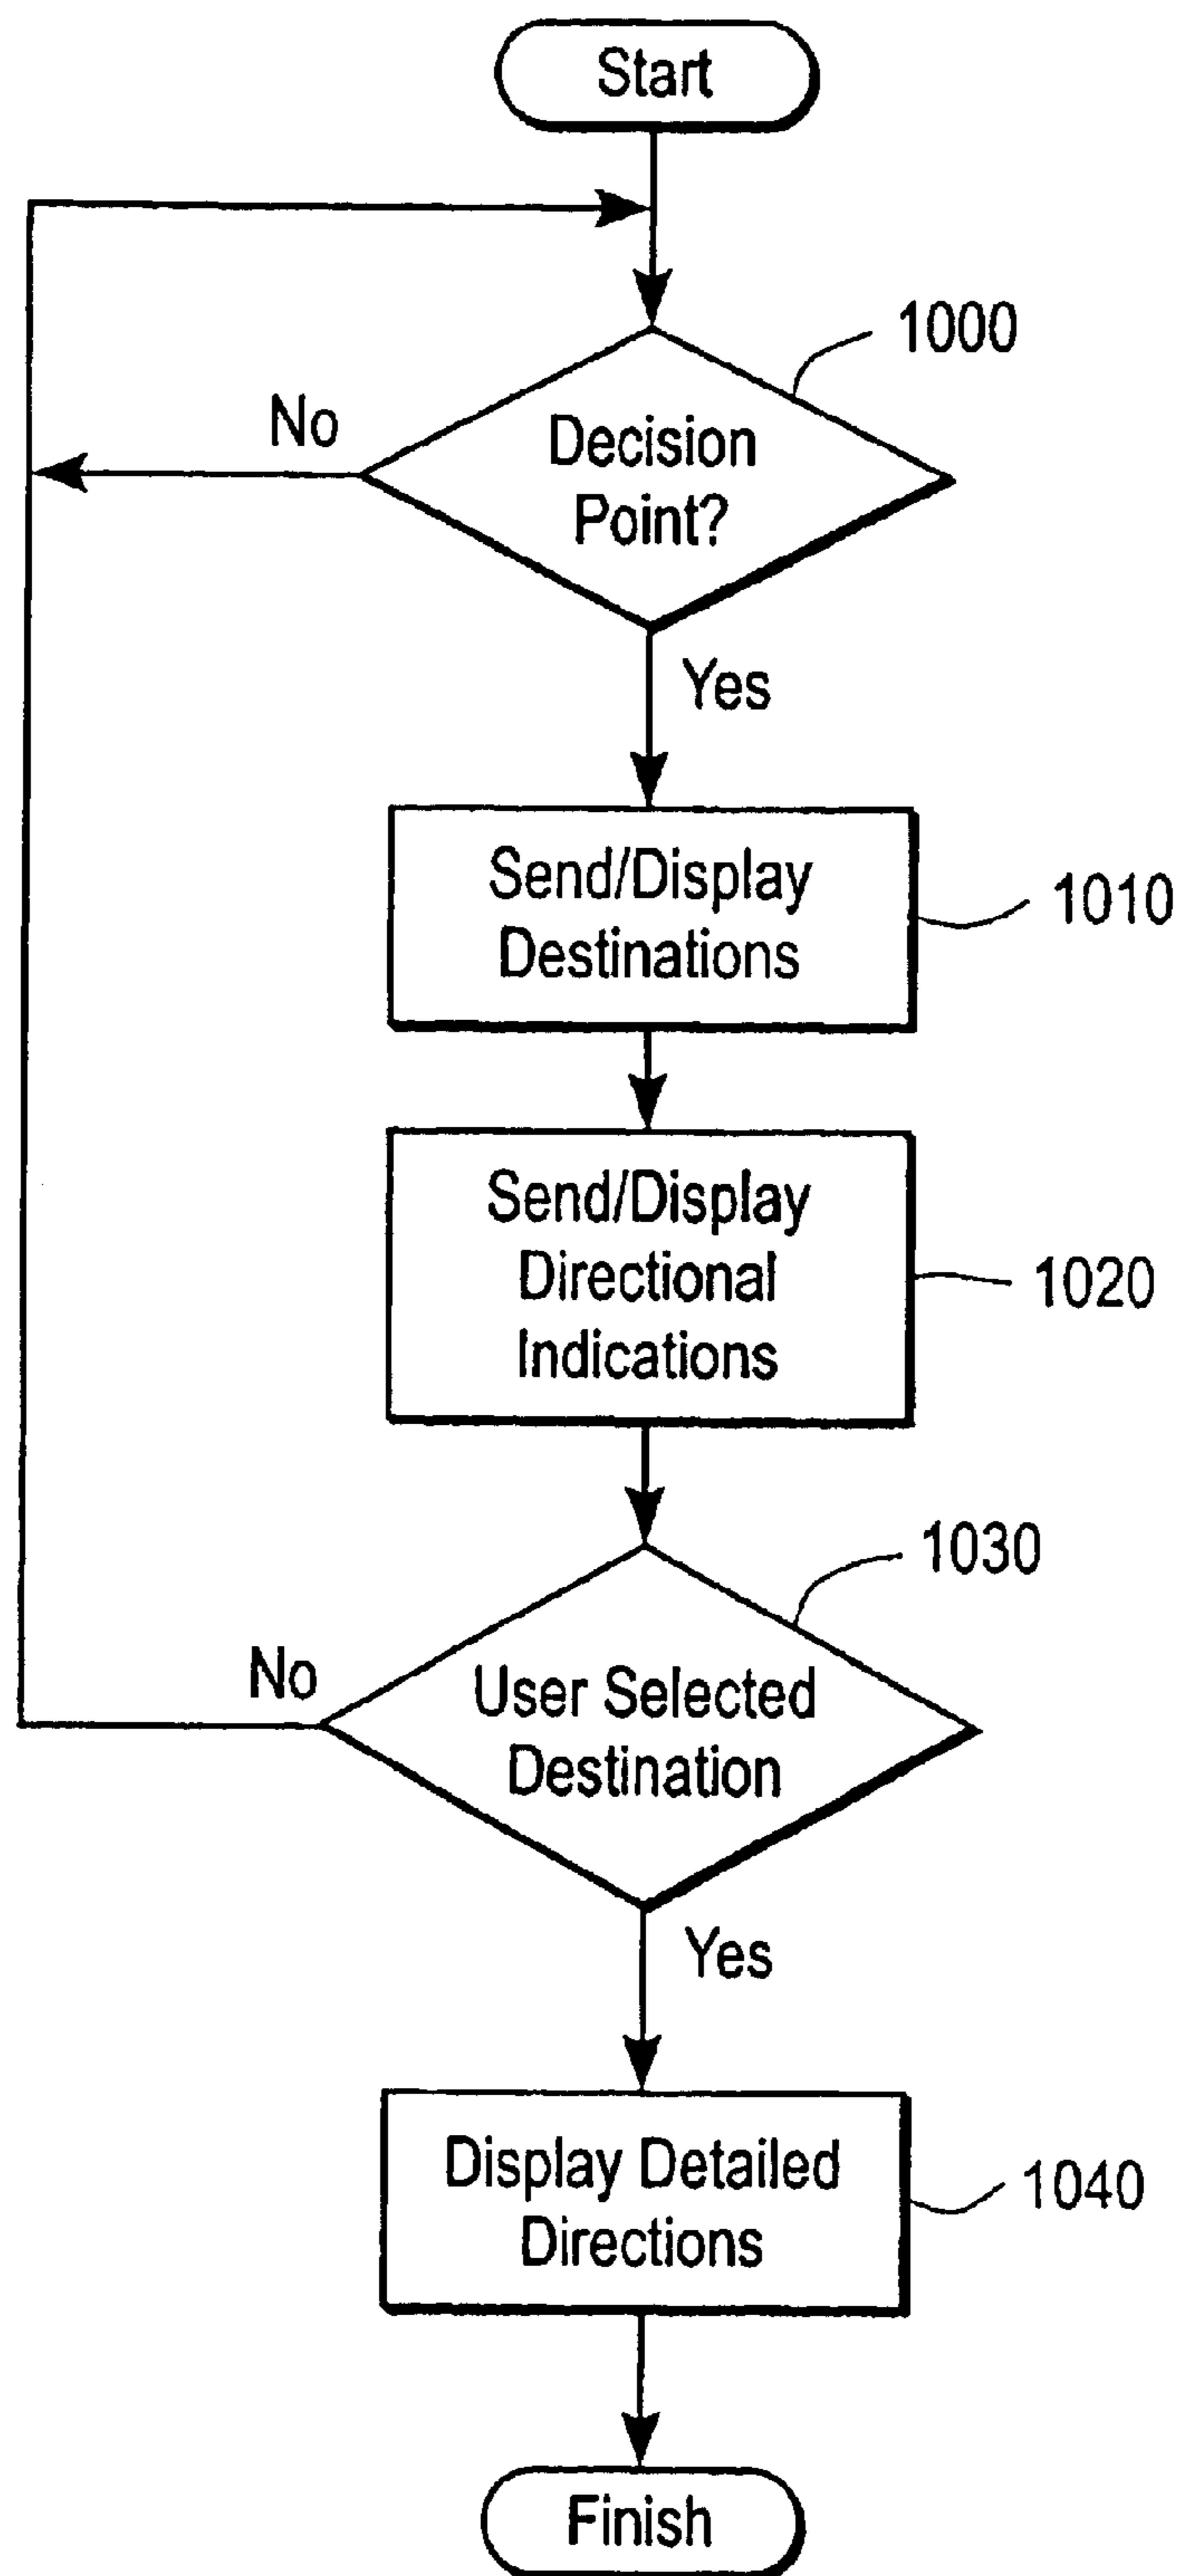 Start
1000
No
Decision
Point?
Yes
Send/Display
Destinations
1010
Send/Display
Directional
Indications
1020
1030
No
User Selected
Destination
Yes
Display Detailed
Directions
1040
Finish